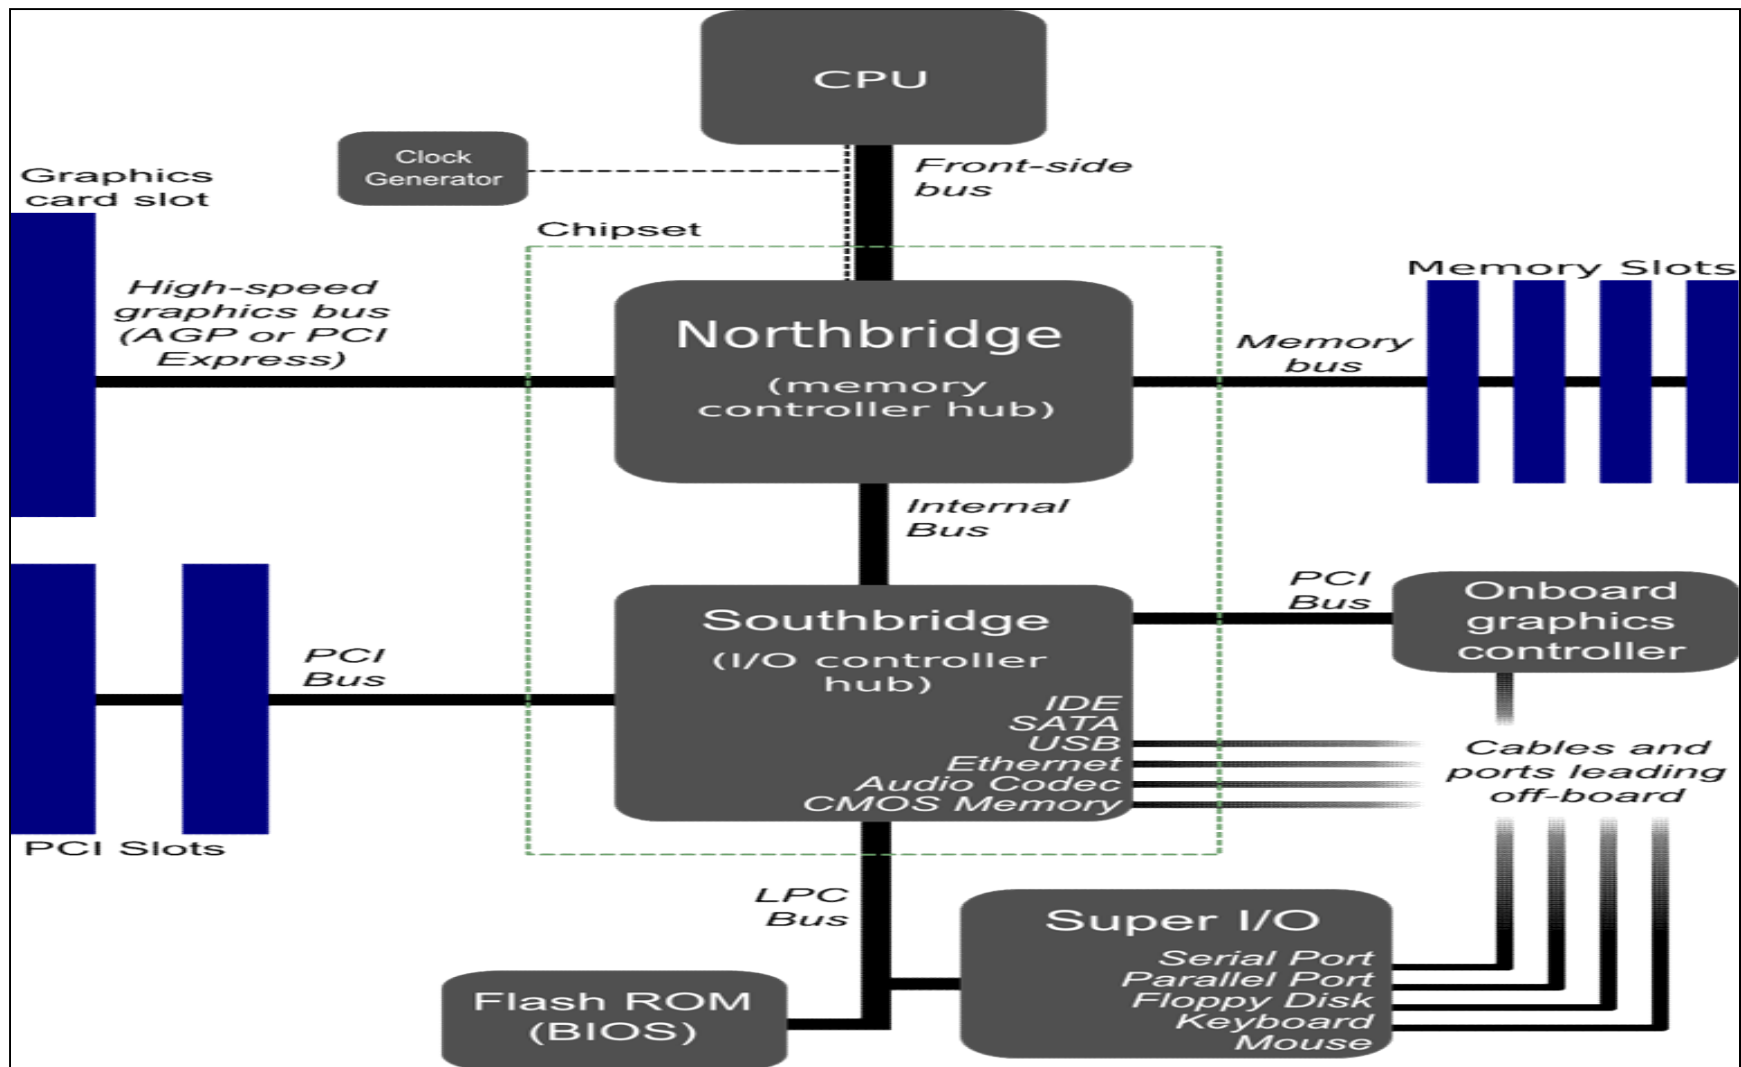 CPU
Clock
Generator
Front-side
bus
Graphics
card slot
Chipset
High-speed
graphics bus
(AGP or PCI
Express)
Northbridge
(memory
controller hub)
Memory Slots
Memory
bus
Internal
Bus
PCI
Bus
Onboard
graphics
controller
Southbridge
(I/O controller
hub)
IDE
SATA
USB
Ethernet
Audio Codec
CMOS Memory
PCI
Bus
PCI Slots
Cables and
ports leading
off-board
LPC
Bus
Super I/O
Serial Port
Parallel Port
Floppy Disk
Keyboard
Mouse
Flash ROM
(BIOS)